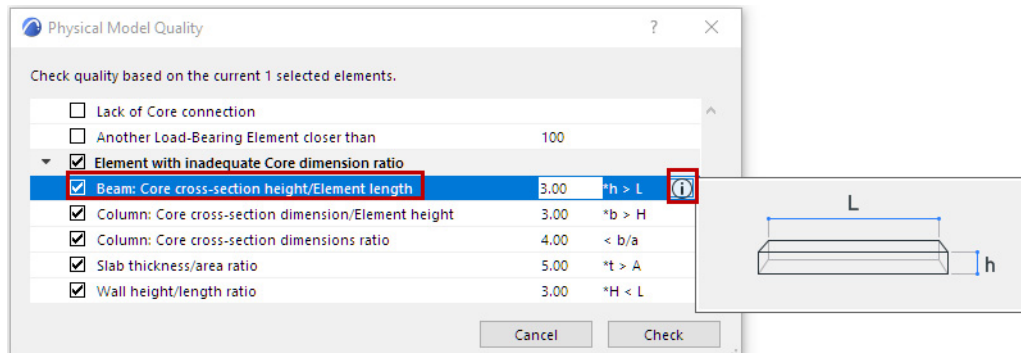 Physical Model Quality ?
Check quality based on the current 1 selected elements.
Lack of Core connection
Another Load-Bearing Element closer than 100
Element with inadequate Core dimension ratio
Beam: Core cross-section height/Element length 3.00 *h > L
Column: Core cross-section dimension/Element height 3.00 *b > H
Column: Core cross-section dimensions ratio 4.00 < b/a
Slab thickness/area ratio 5.00 *t > A
Wall height/length ratio 3.00 *H < L
Cancel Check
L
h